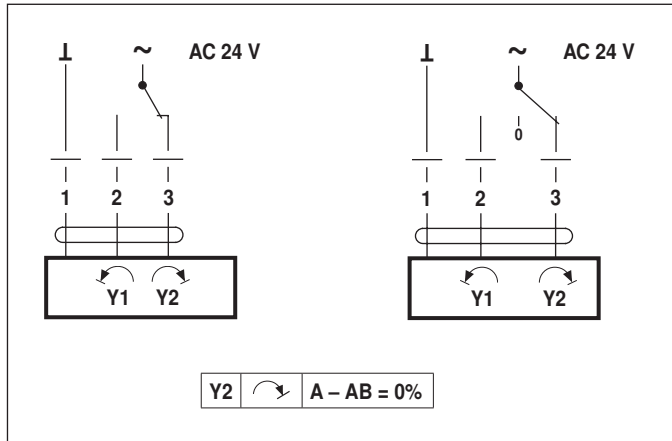 ⊥ ~ AC 24 V ⊥ ~ AC 24 V
0
1 2 3 1 2 3
Y1 Y2 Y1 Y2
Y2 A – AB = 0%